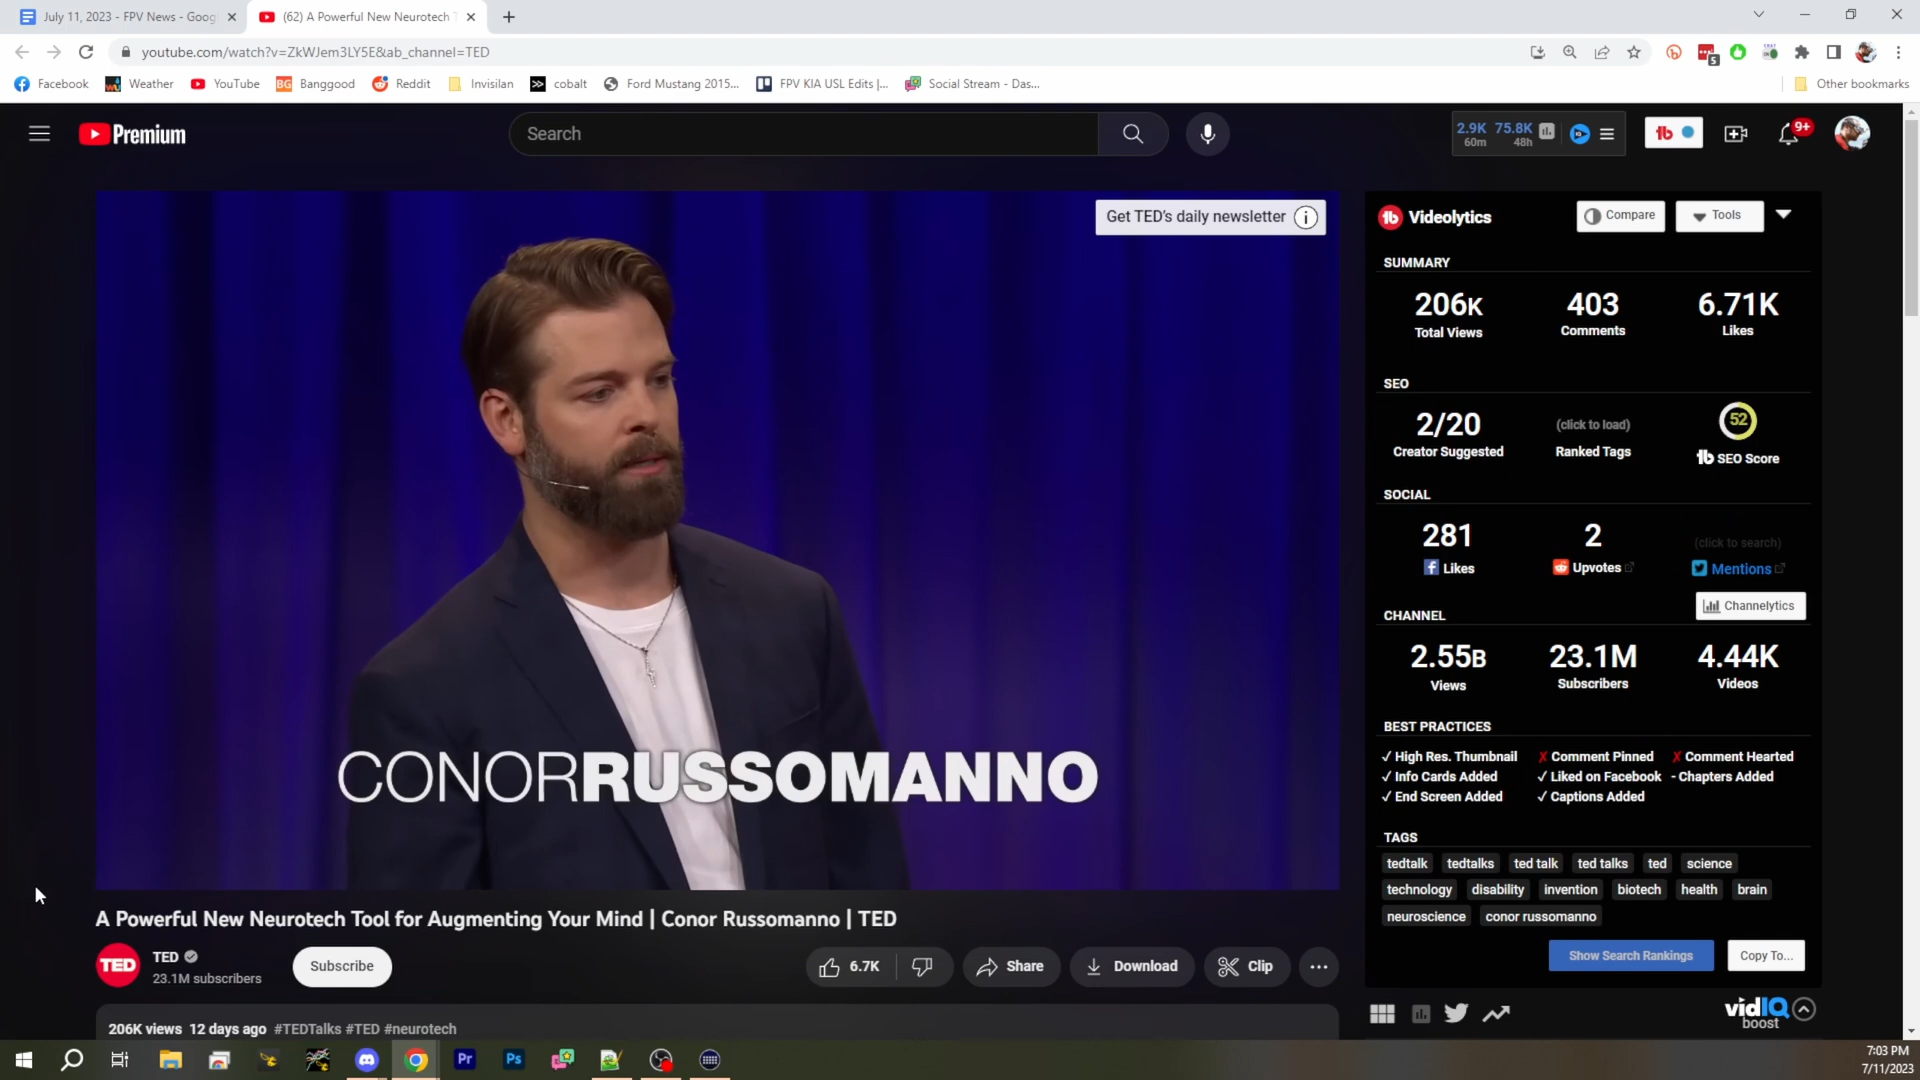 July 11, 2023 - FPV News - Goog
(62) A Powerful New Neurotech T
youtube.com/watch?v=ZkWJem3LY5E&ab_channel=TED
5
Facebook
Weather
YouTube
BG Banggood
Reddit
Invisilan
cobalt
Ford Mustang 2015...
FPV KIA USL Edits |...
Social Stream - Das...
Other bookmarks
Premium
Search
2.9K 75.8K
60m 48h
9+
Get TED's daily newsletter
CONORRUSSOMANNO
Videolytics
Compare
Tools
SUMMARY
206K 403 6.71K
Total Views Comments Likes
SEO
2/20 (click to load) 52
Creator Suggested Ranked Tags SEO Score
SOCIAL
281 2 (click to search)
Likes Upvotes Mentions
Channelytics
CHANNEL
2.55B 23.1M 4.44K
Views Subscribers Videos
BEST PRACTICES
✓ High Res. Thumbnail ✗ Comment Pinned ✗ Comment Hearted
✓ Info Cards Added ✓ Liked on Facebook - Chapters Added
✓ End Screen Added ✓ Captions Added
TAGS
tedtalk tedtalks ted talk ted talks ted science
technology disability invention biotech health brain
neuroscience conor russomanno
Show Search Rankings
Copy To...
vidIQ
boost
A Powerful New Neurotech Tool for Augmenting Your Mind | Conor Russomanno | TED
TED
TED
23.1M subscribers
Subscribe
6.7K
Share
Download
Clip
206K views 12 days ago #TEDTalks #TED #neurotech
Pr
Ps
7:03 PM
7/11/2023